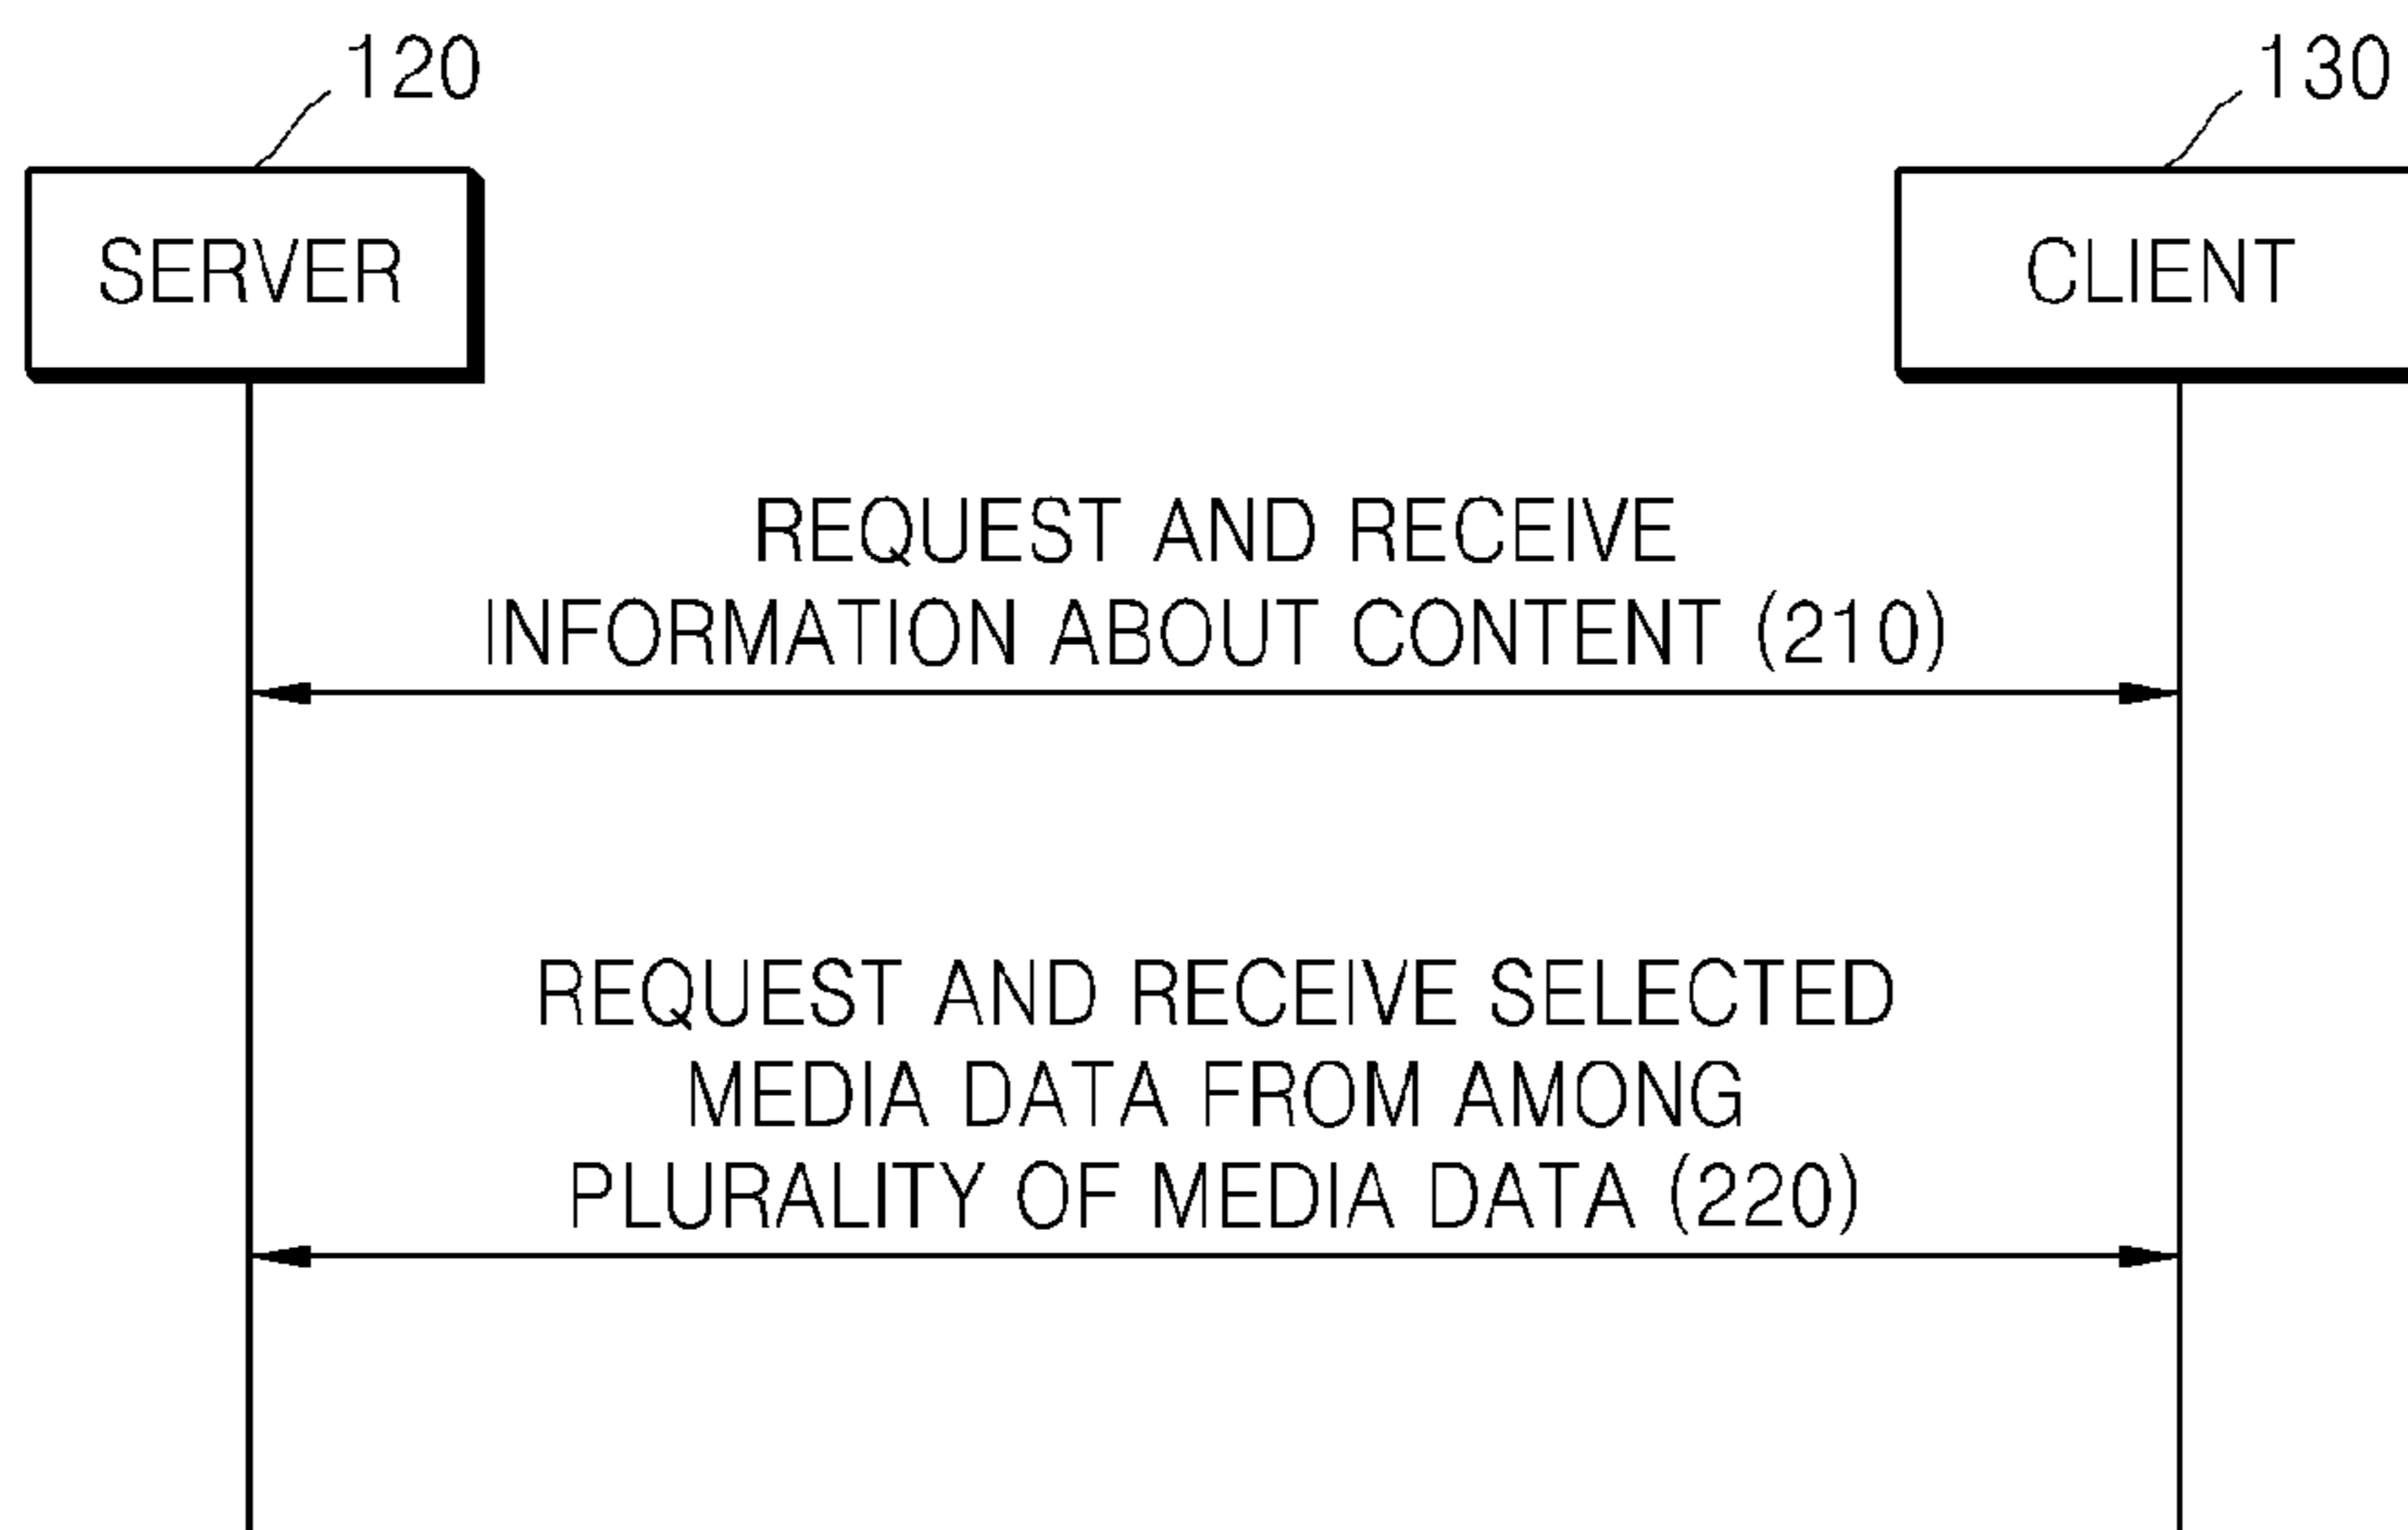 120
130
SERVER
CLIENT
REQUEST AND RECEIVE
INFORMATION ABOUT CONTENT (210)
REQUEST AND RECEIVE SELECTED
MEDIA DATA FROM AMONG
PLURALITY OF MEDIA DATA (220)